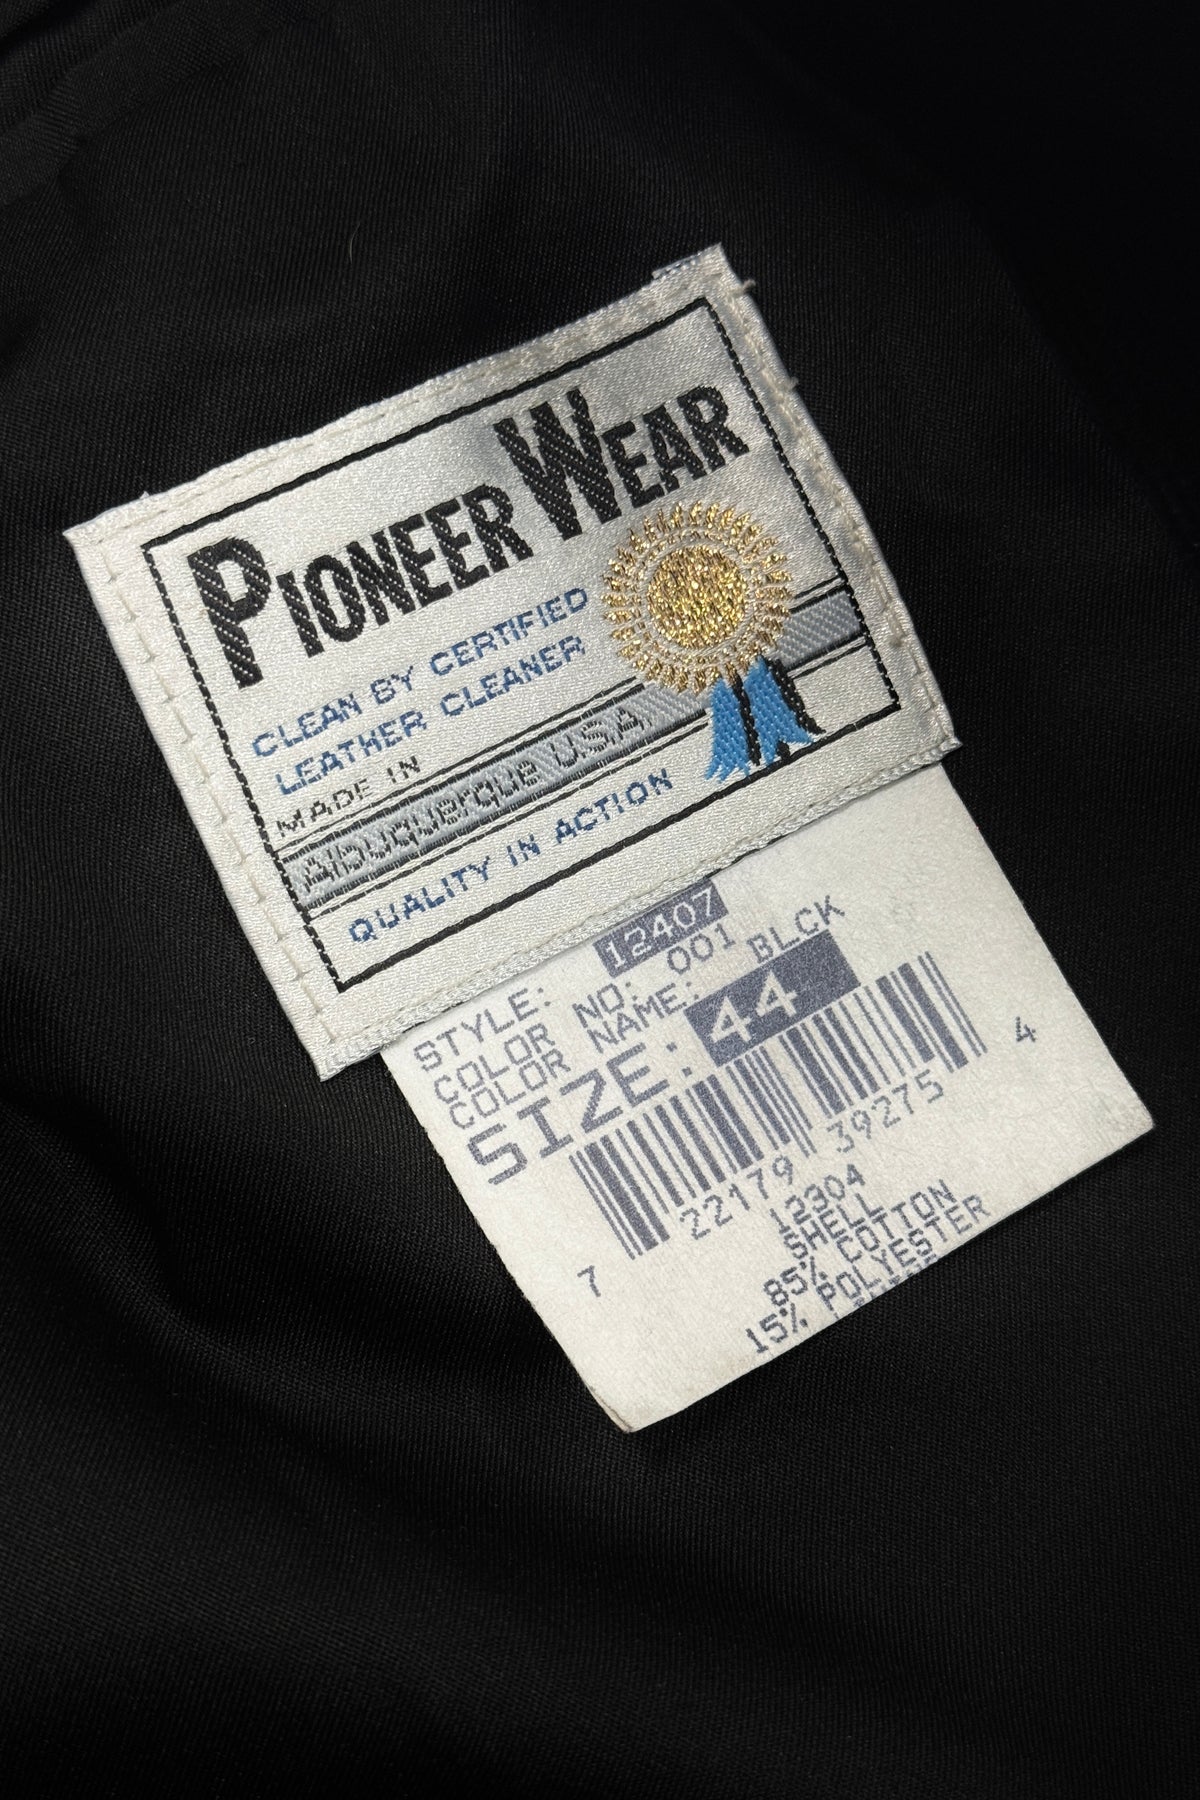 PIONEER WEAR
CLEAN BY CERTIFIED
LEATHER CLEANER
MADE IN
Albuquerque USA
QUALITY IN ACTION
STYLE: 12407
COLOR NO: 001
COLOR NAME: BLCK
SIZE: 44
7 22179 39275 4
12304
SHELL
85% COTTON
15% POLYESTER